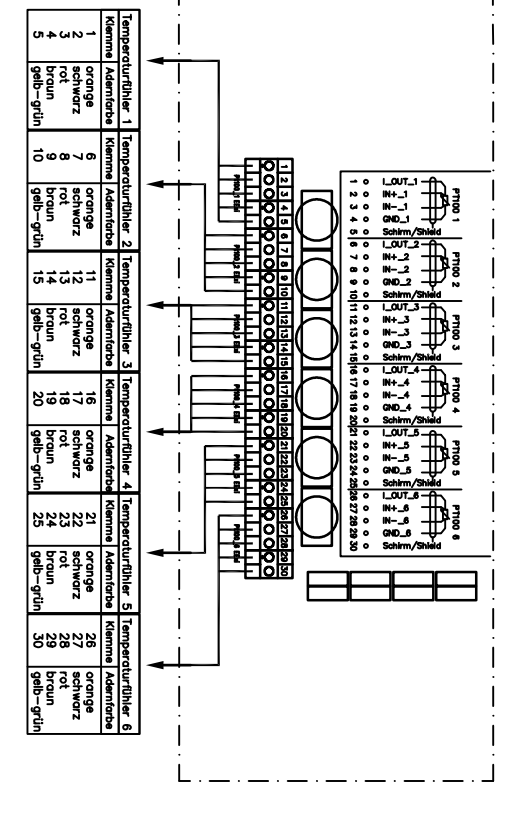 Temperaturfühler 1
Klemme Adernfarbe
1 orange
2 schwarz
3 rot
4 braun
5 gelb-grün
Temperaturfühler 2
Klemme Adernfarbe
6 orange
7 schwarz
8 rot
9 braun
10 gelb-grün
Temperaturfühler 3
Klemme Adernfarbe
11 orange
12 schwarz
13 rot
14 braun
15 gelb-grün
Temperaturfühler 4
Klemme Adernfarbe
16 orange
17 schwarz
18 rot
19 braun
20 gelb-grün
Temperaturfühler 5
Klemme Adernfarbe
21 orange
22 schwarz
23 rot
24 braun
25 gelb-grün
Temperaturfühler 6
Klemme Adernfarbe
26 orange
27 schwarz
28 rot
29 braun
30 gelb-grün
1 2 3 4 5 6 7 8 9 10 11 12 13 14 15 16 17 18 19 20 21 22 23 24 25 26 27 28 29 30
PT100 1
1 I_OUT_1
2 IN+_1
3 IN-_1
4 GND_1
5 Schirm/Shield
PT100 2
6 I_OUT_2
7 IN+_2
8 IN-_2
9 GND_2
10 Schirm/Shield
PT100 3
11 I_OUT_3
12 IN+_3
13 IN-_3
14 GND_3
15 Schirm/Shield
PT100 4
16 I_OUT_4
17 IN+_4
18 IN-_4
19 GND_4
20 Schirm/Shield
PT100 5
21 I_OUT_5
22 IN+_5
23 IN-_5
24 GND_5
25 Schirm/Shield
PT100 6
26 I_OUT_6
27 IN+_6
28 IN-_6
29 GND_6
30 Schirm/Shield